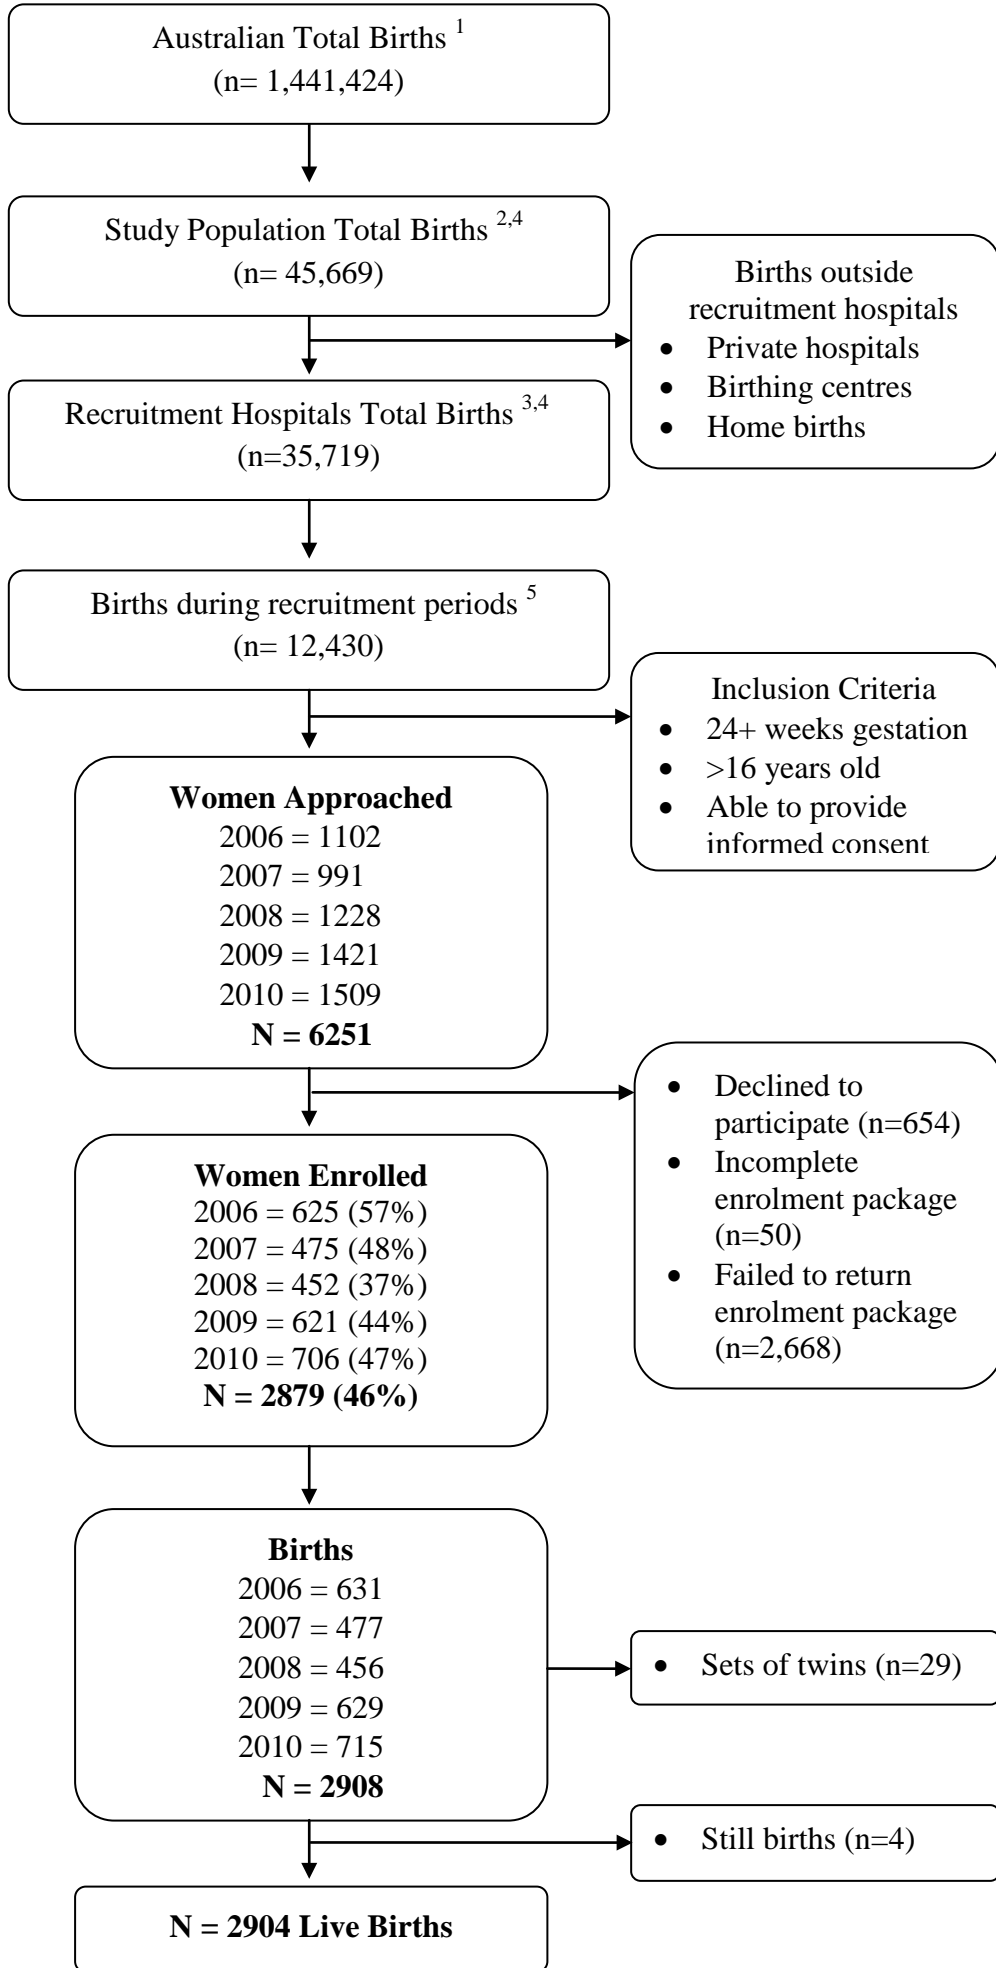 Australian Total Births 1
(n= 1,441,424)
Study Population Total Births 2,4
(n= 45,669)
Births outside
recruitment hospitals
• Private hospitals
• Birthing centres
• Home births
Recruitment Hospitals Total Births 3,4
(n=35,719)
Births during recruitment periods 5
(n= 12,430)
Inclusion Criteria
• 24+ weeks gestation
• >16 years old
• Able to provide
informed consent
Women Approached
2006 = 1102
2007 = 991
2008 = 1228
2009 = 1421
2010 = 1509
N = 6251
• Declined to
participate (n=654)
• Incomplete
enrolment package
(n=50)
• Failed to return
enrolment package
(n=2,668)
Women Enrolled
2006 = 625 (57%)
2007 = 475 (48%)
2008 = 452 (37%)
2009 = 621 (44%)
2010 = 706 (47%)
N = 2879 (46%)
Births
2006 = 631
2007 = 477
2008 = 456
2009 = 629
2010 = 715
N = 2908
• Sets of twins (n=29)
• Still births (n=4)
N = 2904 Live Births